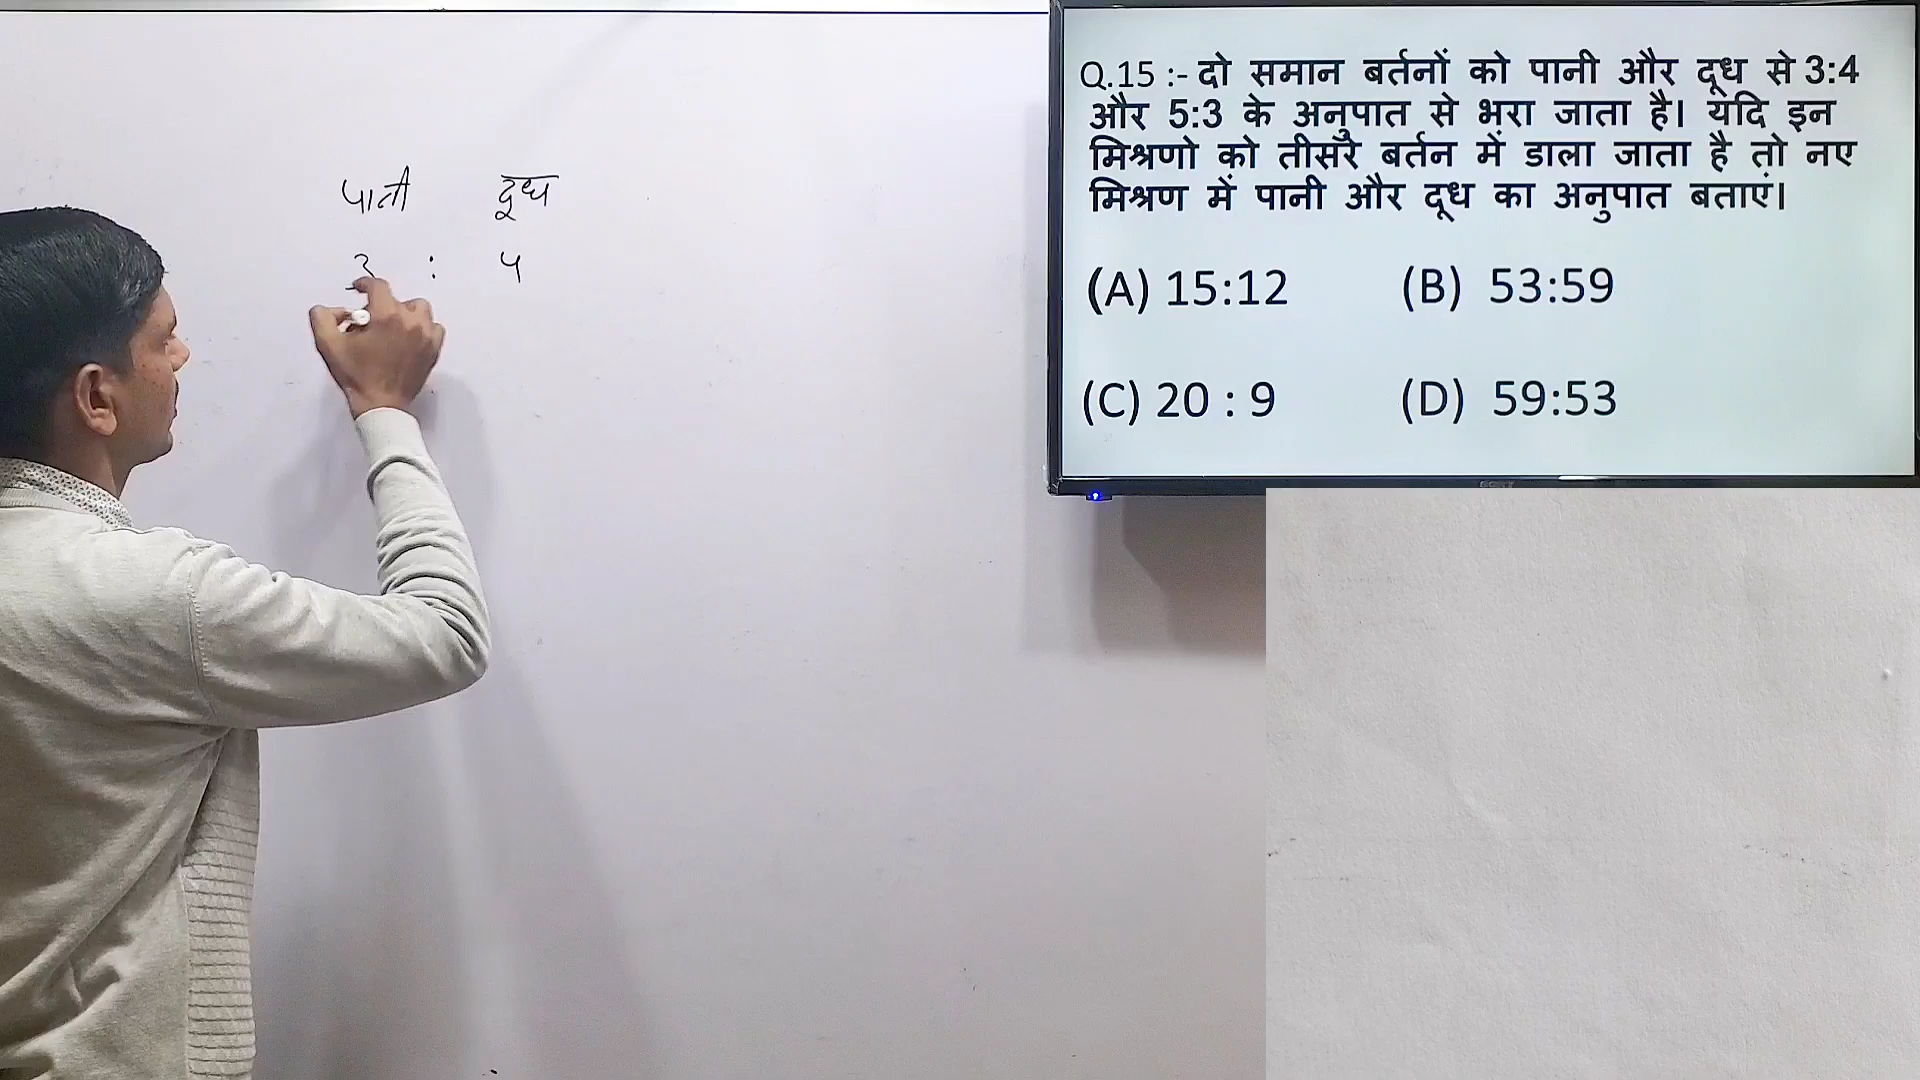 पानी दूध
3 : 4
Q.15 :- दो समान बर्तनों को पानी और दूध से 3:4
और 5:3 के अनुपात से भरा जाता है। यदि इन
मिश्रणो को तीसरे बर्तन में डाला जाता है तो नए
मिश्रण में पानी और दूध का अनुपात बताएं।
(A) 15:12 (B) 53:59
(C) 20 : 9 (D) 59:53